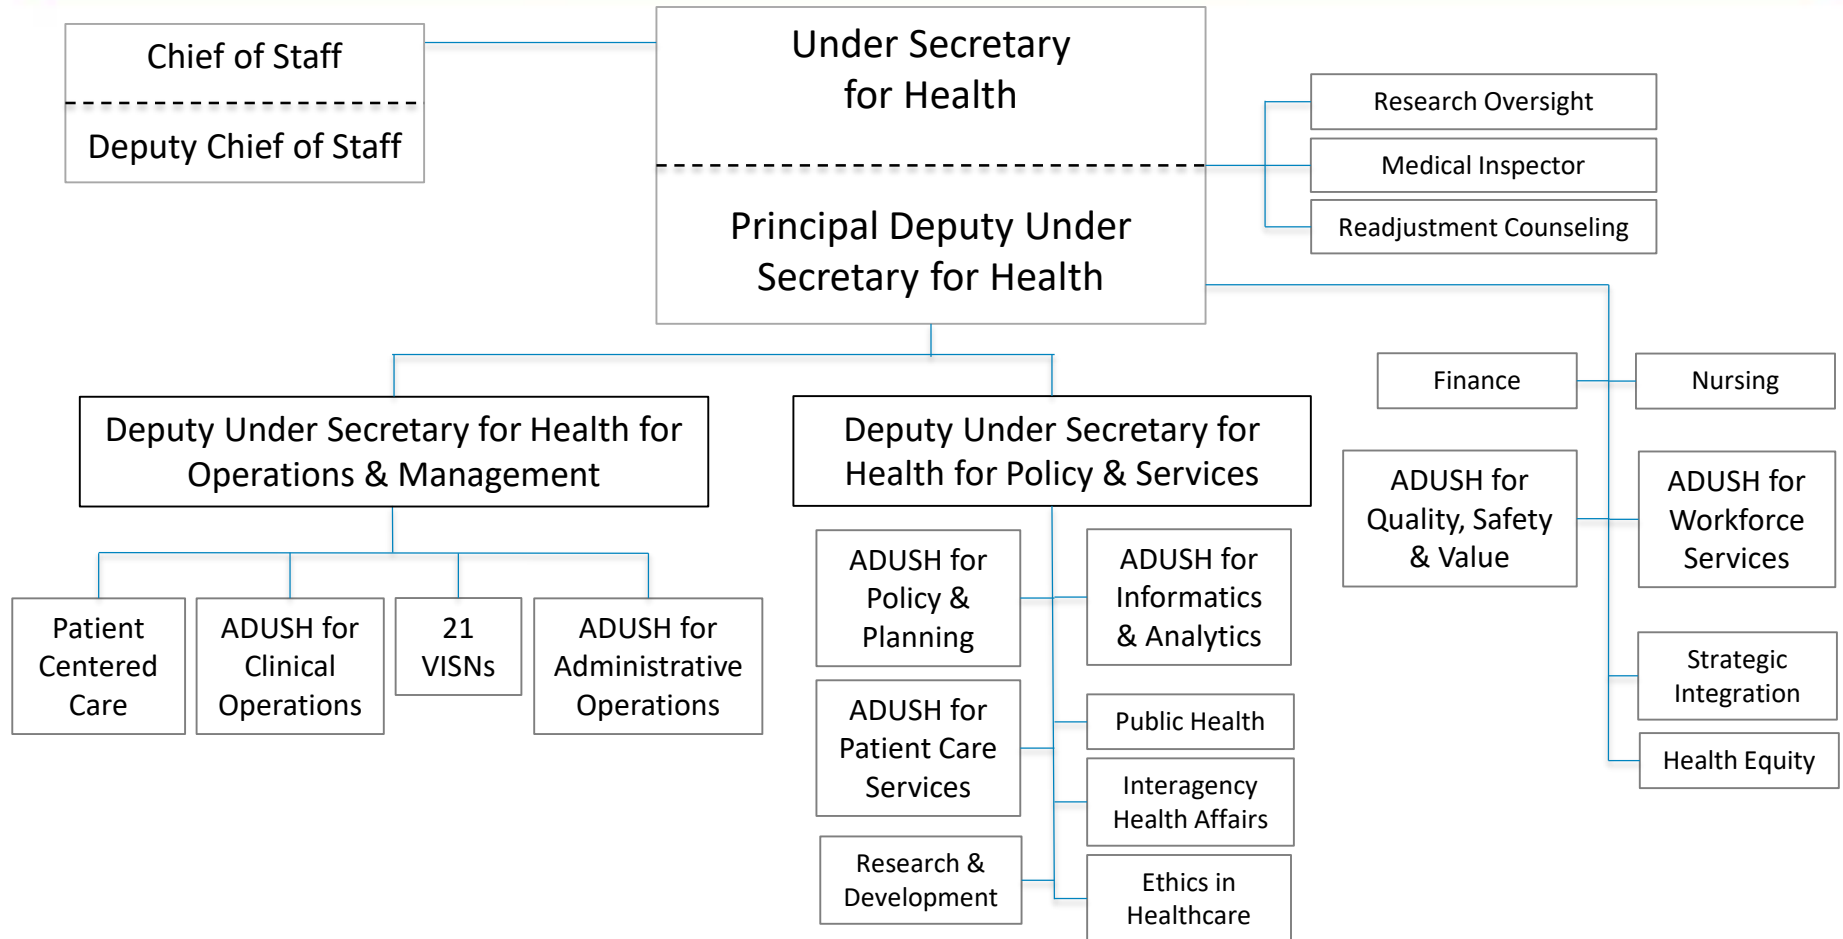 Chief of Staff
Deputy Chief of Staff
Under Secretary
for Health
Principal Deputy Under
Secretary for Health
Research Oversight
Medical Inspector
Readjustment Counseling
Finance
Nursing
ADUSH for
Quality, Safety
& Value
ADUSH for
Workforce
Services
Strategic
Integration
Health Equity
Deputy Under Secretary for Health for
Operations & Management
Patient
Centered
Care
ADUSH for
Clinical
Operations
21
VISNs
ADUSH for
Administrative
Operations
Deputy Under Secretary for
Health for Policy & Services
ADUSH for
Policy &
Planning
ADUSH for
Informatics
& Analytics
ADUSH for
Patient Care
Services
Public Health
Interagency
Health Affairs
Research &
Development
Ethics in
Healthcare